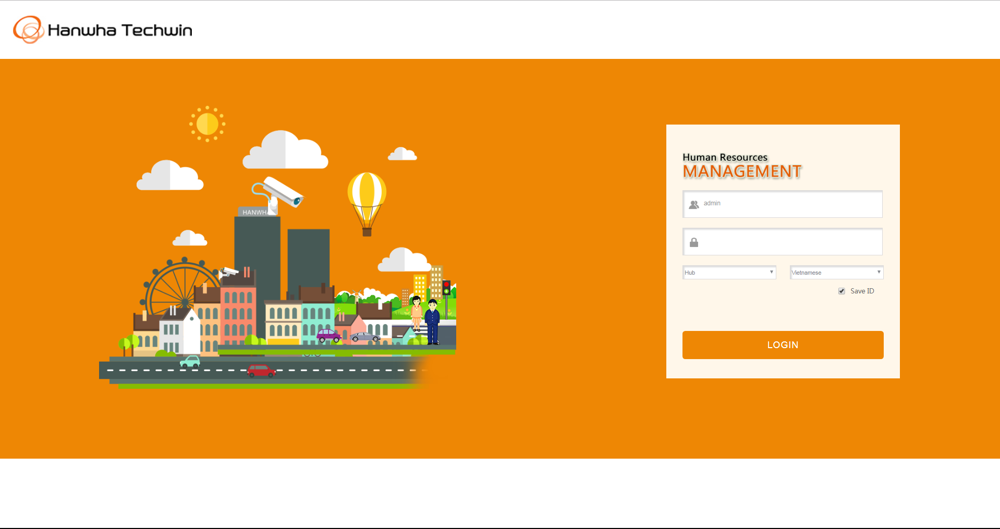 Hanwha Techwin
HANWHA
Human Resources
MANAGEMENT
admin
Hub
Vietnamese
Save ID
LOGIN